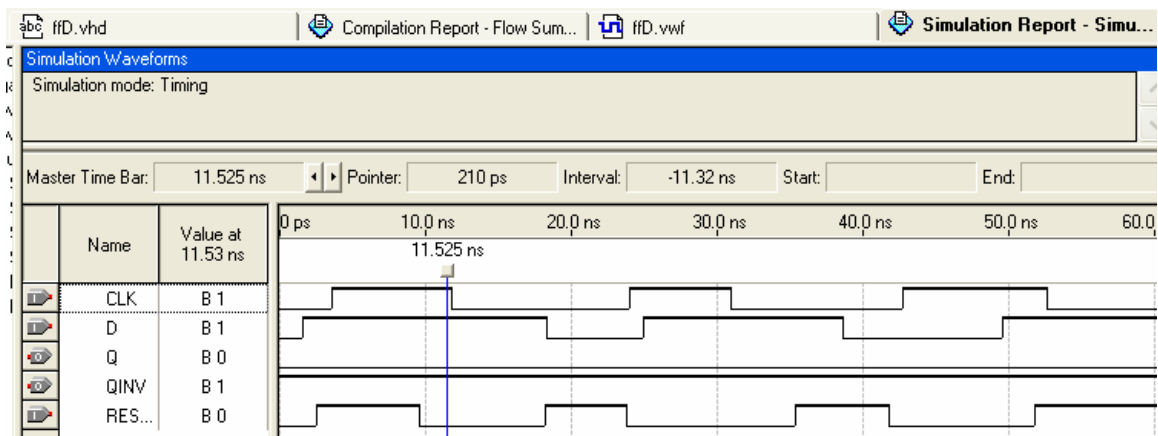 abc ffD.vhd Compilation Report - Flow Sum... ffD.vwf Simulation Report - Simu...
Simulation Waveforms
Simulation mode: Timing
Master Time Bar: 11.525 ns Pointer: 210 ps Interval: -11.32 ns Start: End:
Name Value at 11.53 ns 0 ps 10.0 ns 20.0 ns 30.0 ns 40.0 ns 50.0 ns 60.0
11.525 ns
CLK B 1
D B 1
Q B 0
QINV B 1
RES... B 0